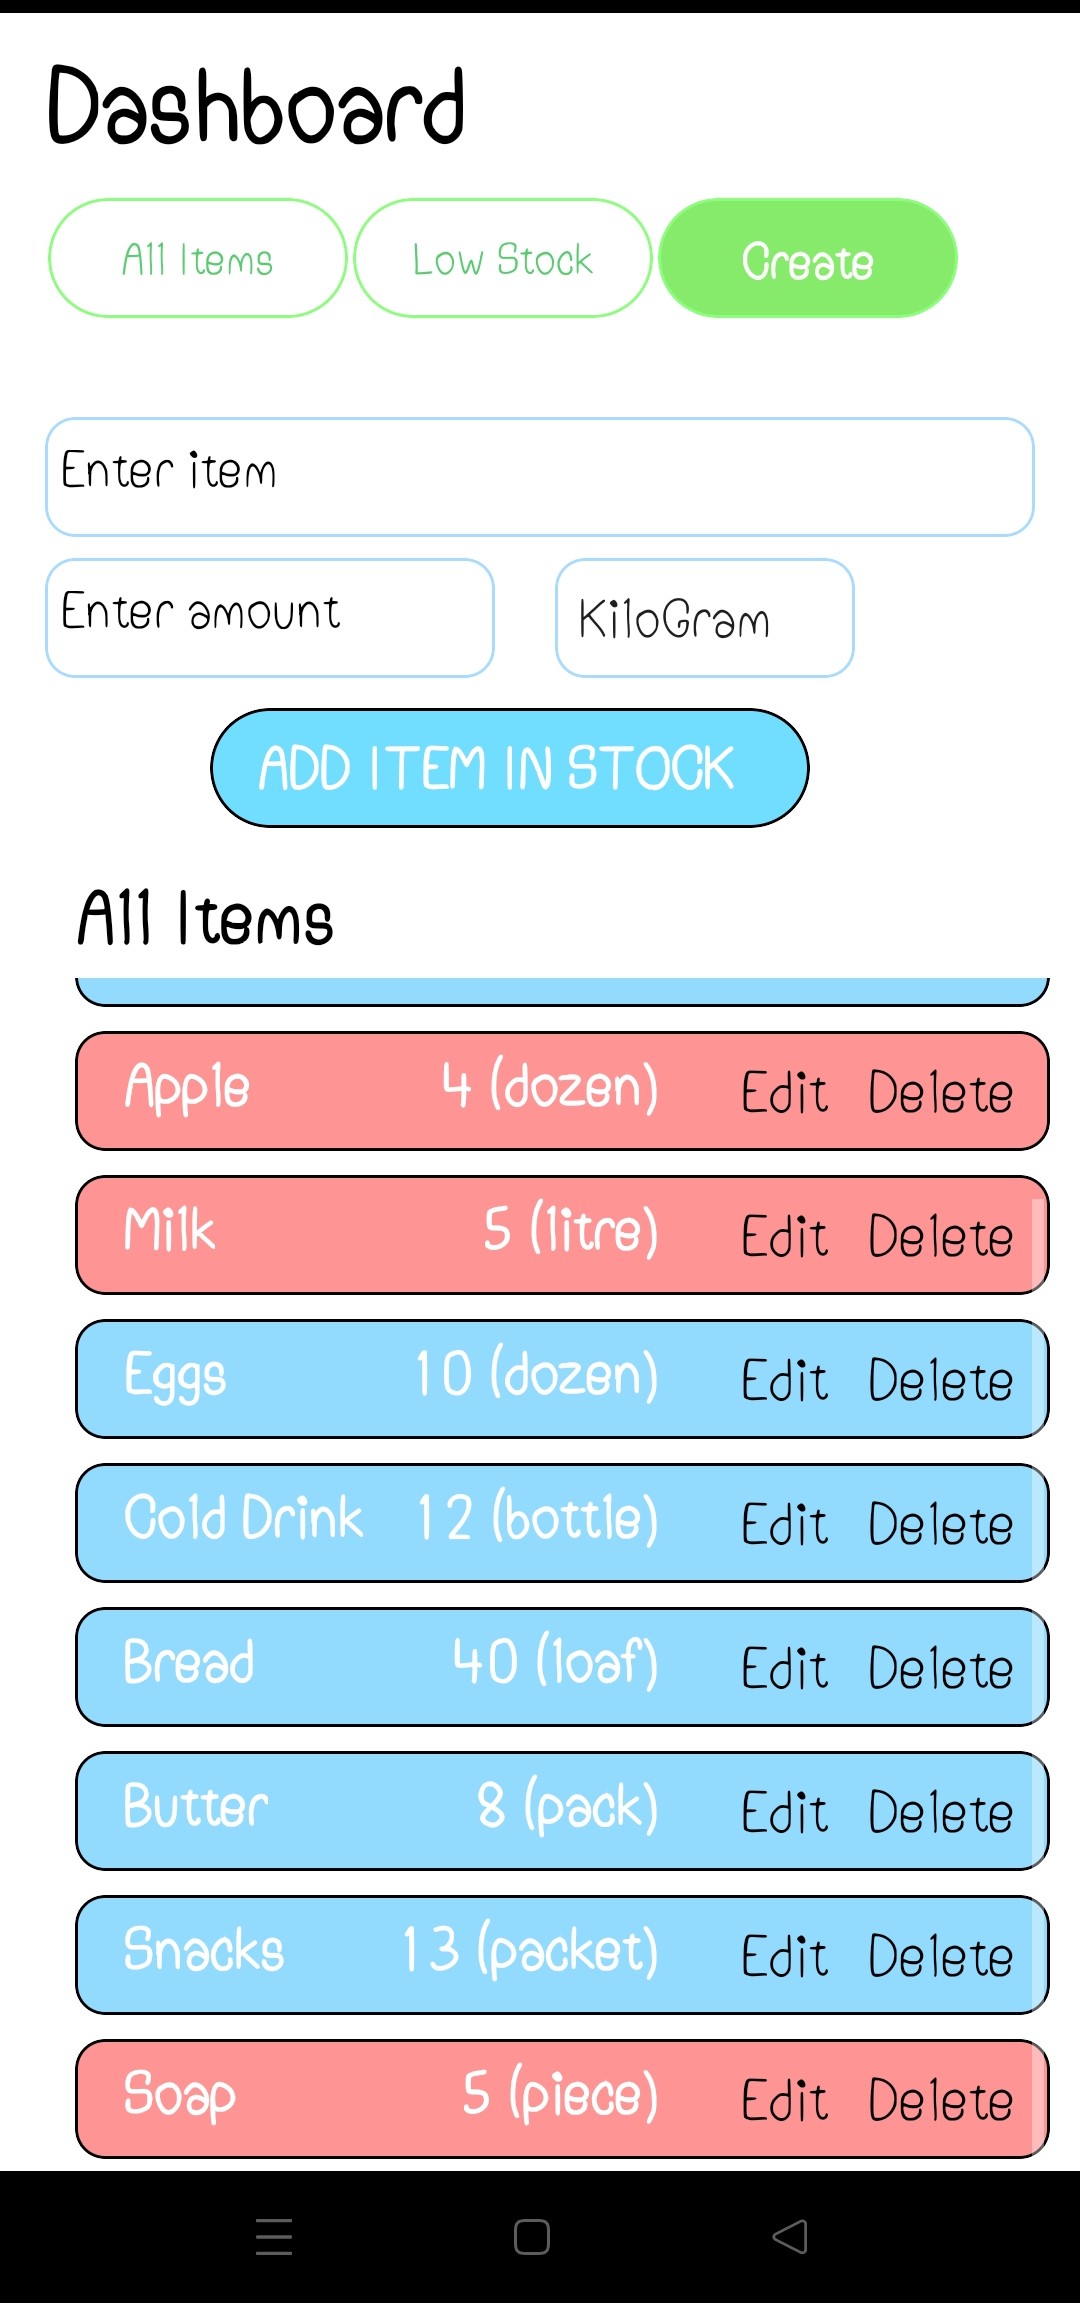 Dashboard
All Items Low Stock Create
Enter item
Enter amount KiloGram
ADD ITEM IN STOCK
All Items
Apple 4 (dozen) Edit Delete
Milk 5 (litre) Edit Delete
Eggs 10 (dozen) Edit Delete
Cold Drink 12 (bottle) Edit Delete
Bread 40 (loaf) Edit Delete
Butter 8 (pack) Edit Delete
Snacks 13 (packet) Edit Delete
Soap 5 (piece) Edit Delete